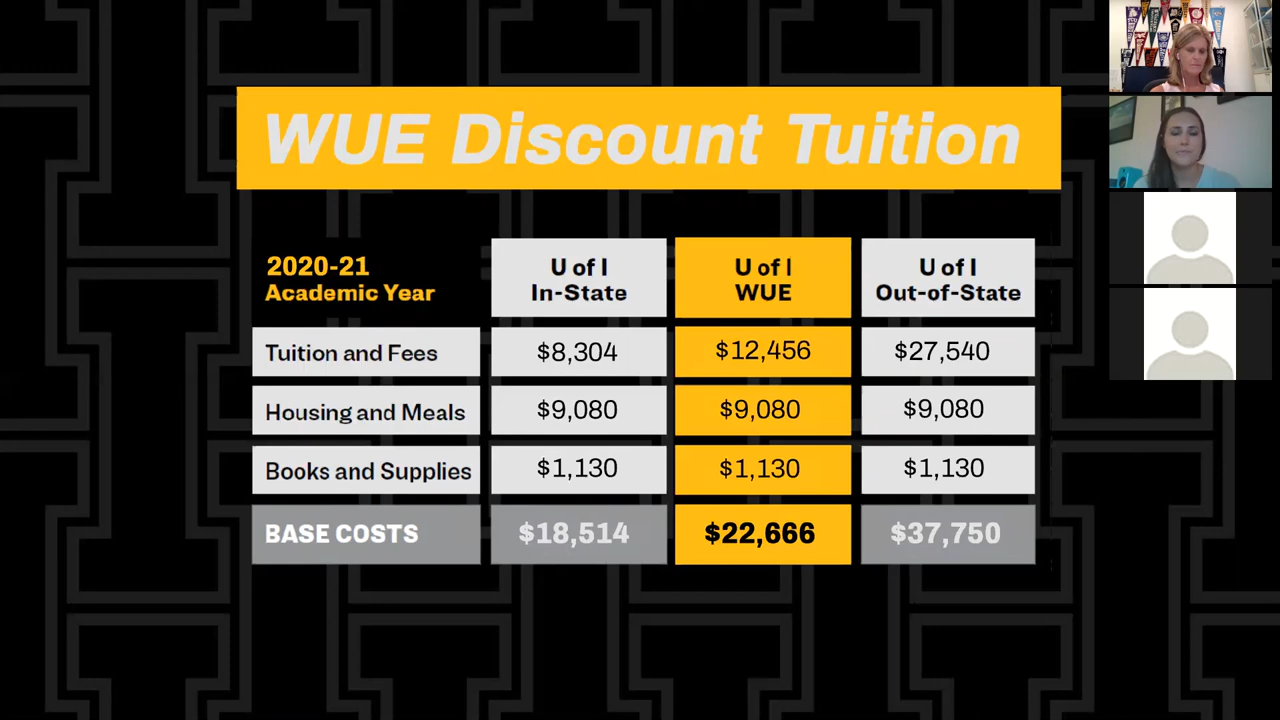 WUE Discount Tuition
2020-21
Academic Year
U of I
In-State
U of I
WUE
U of I
Out-of-State
Tuition and Fees
$8,304
$12,456
$27,540
Housing and Meals
$9,080
$9,080
$9,080
Books and Supplies
$1,130
$1,130
$1,130
BASE COSTS
$18,514
$22,666
$37,750